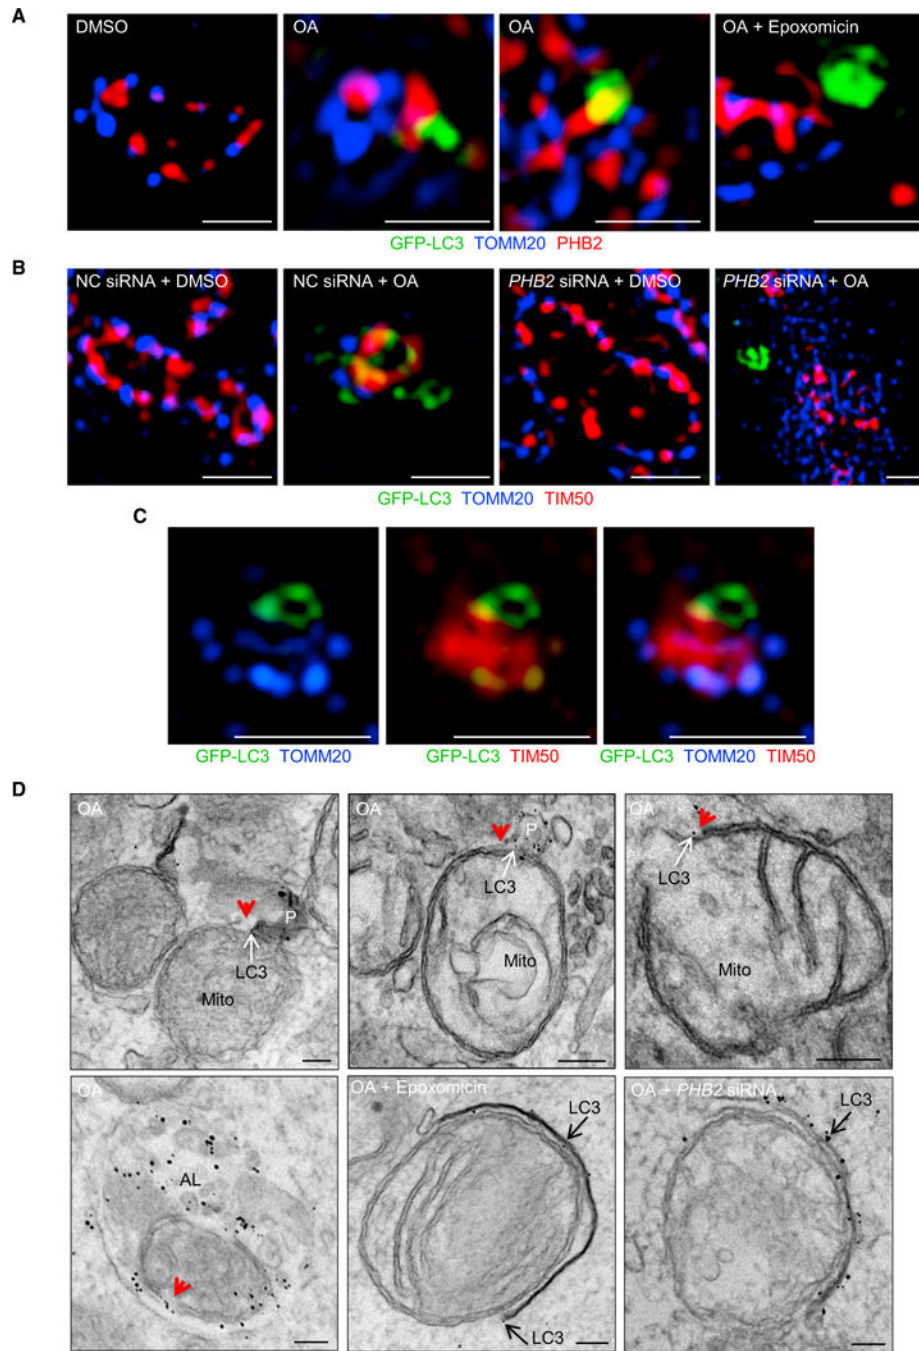 A
DMSO
OA
OA
OA + Epoxomicin
GFP-LC3 TOMM20 PHB2
B
NC siRNA + DMSO
NC siRNA + OA
PHB2 siRNA + DMSO
PHB2 siRNA + OA
GFP-LC3 TOMM20 TIM50
C
GFP-LC3 TOMM20
GFP-LC3 TIM50
GFP-LC3 TOMM20 TIM50
D
OA
P
LC3
Mito
OA
P
LC3
Mito
OA
LC3
Mito
OA
AL
OA + Epoxomicin
LC3
LC3
OA + PHB2 siRNA
LC3